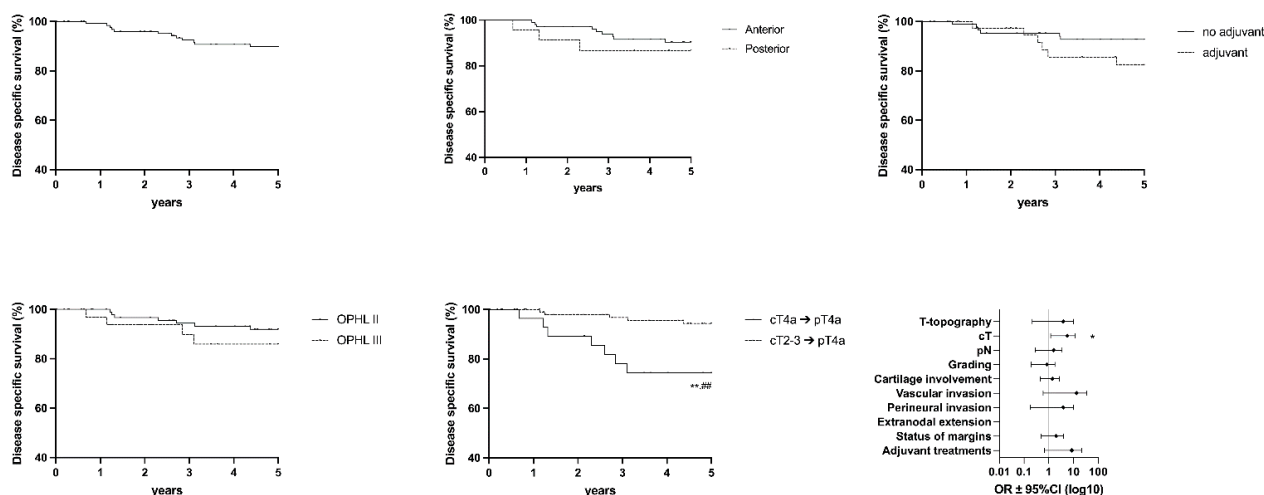 Disease specific survival (%)
100
80
60
40
0 1 2 3 4 5
years
Disease specific survival (%)
100
80
60
40
0 1 2 3 4 5
years
Anterior
Posterior
Disease specific survival (%)
100
80
60
40
0 1 2 3 4 5
years
no adjuvant
adjuvant
Disease specific survival (%)
100
80
60
40
0 1 2 3 4 5
years
OPHL II
OPHL III
Disease specific survival (%)
100
80
60
40
0 1 2 3 4 5
years
cT4a ➔ pT4a
cT2-3 ➔ pT4a
**,##
T-topography
cT
*
pN
Grading
Cartilage involvement
Vascular invasion
Perineural invasion
Extranodal extension
Status of margins
Adjuvant treatments
0.01 0.1 1 10 100
OR ± 95%CI (log10)